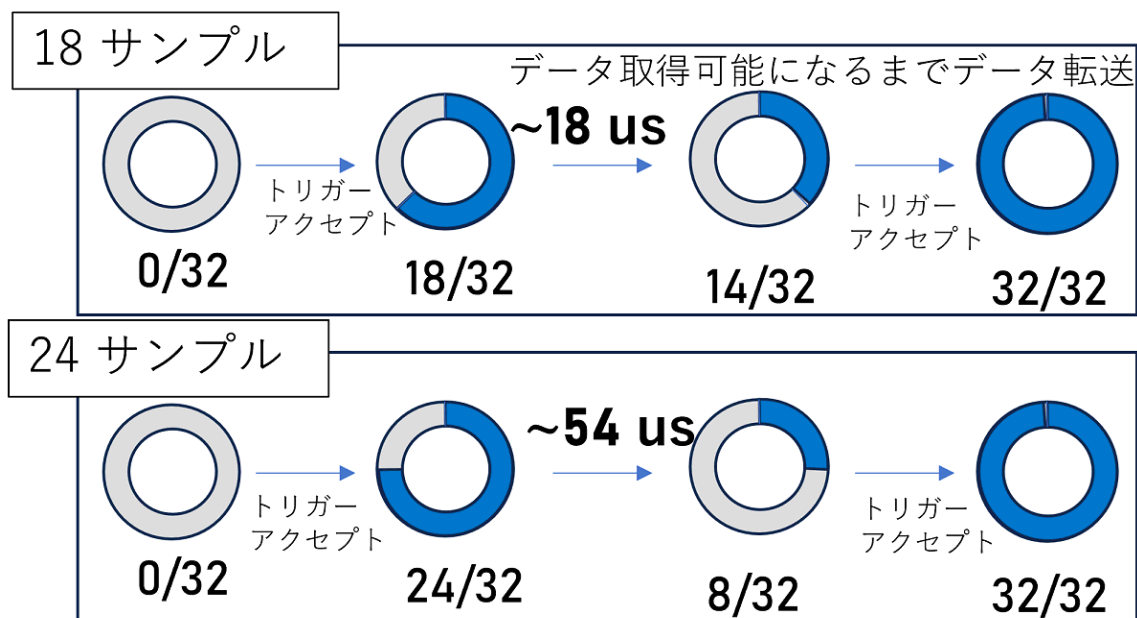 18 サンプル
データ取得可能になるまでデータ転送
~18 us
トリガー
アクセプト
トリガー
アクセプト
0/32
18/32
14/32
32/32
24 サンプル
~54 us
トリガー
アクセプト
トリガー
アクセプト
0/32
24/32
8/32
32/32